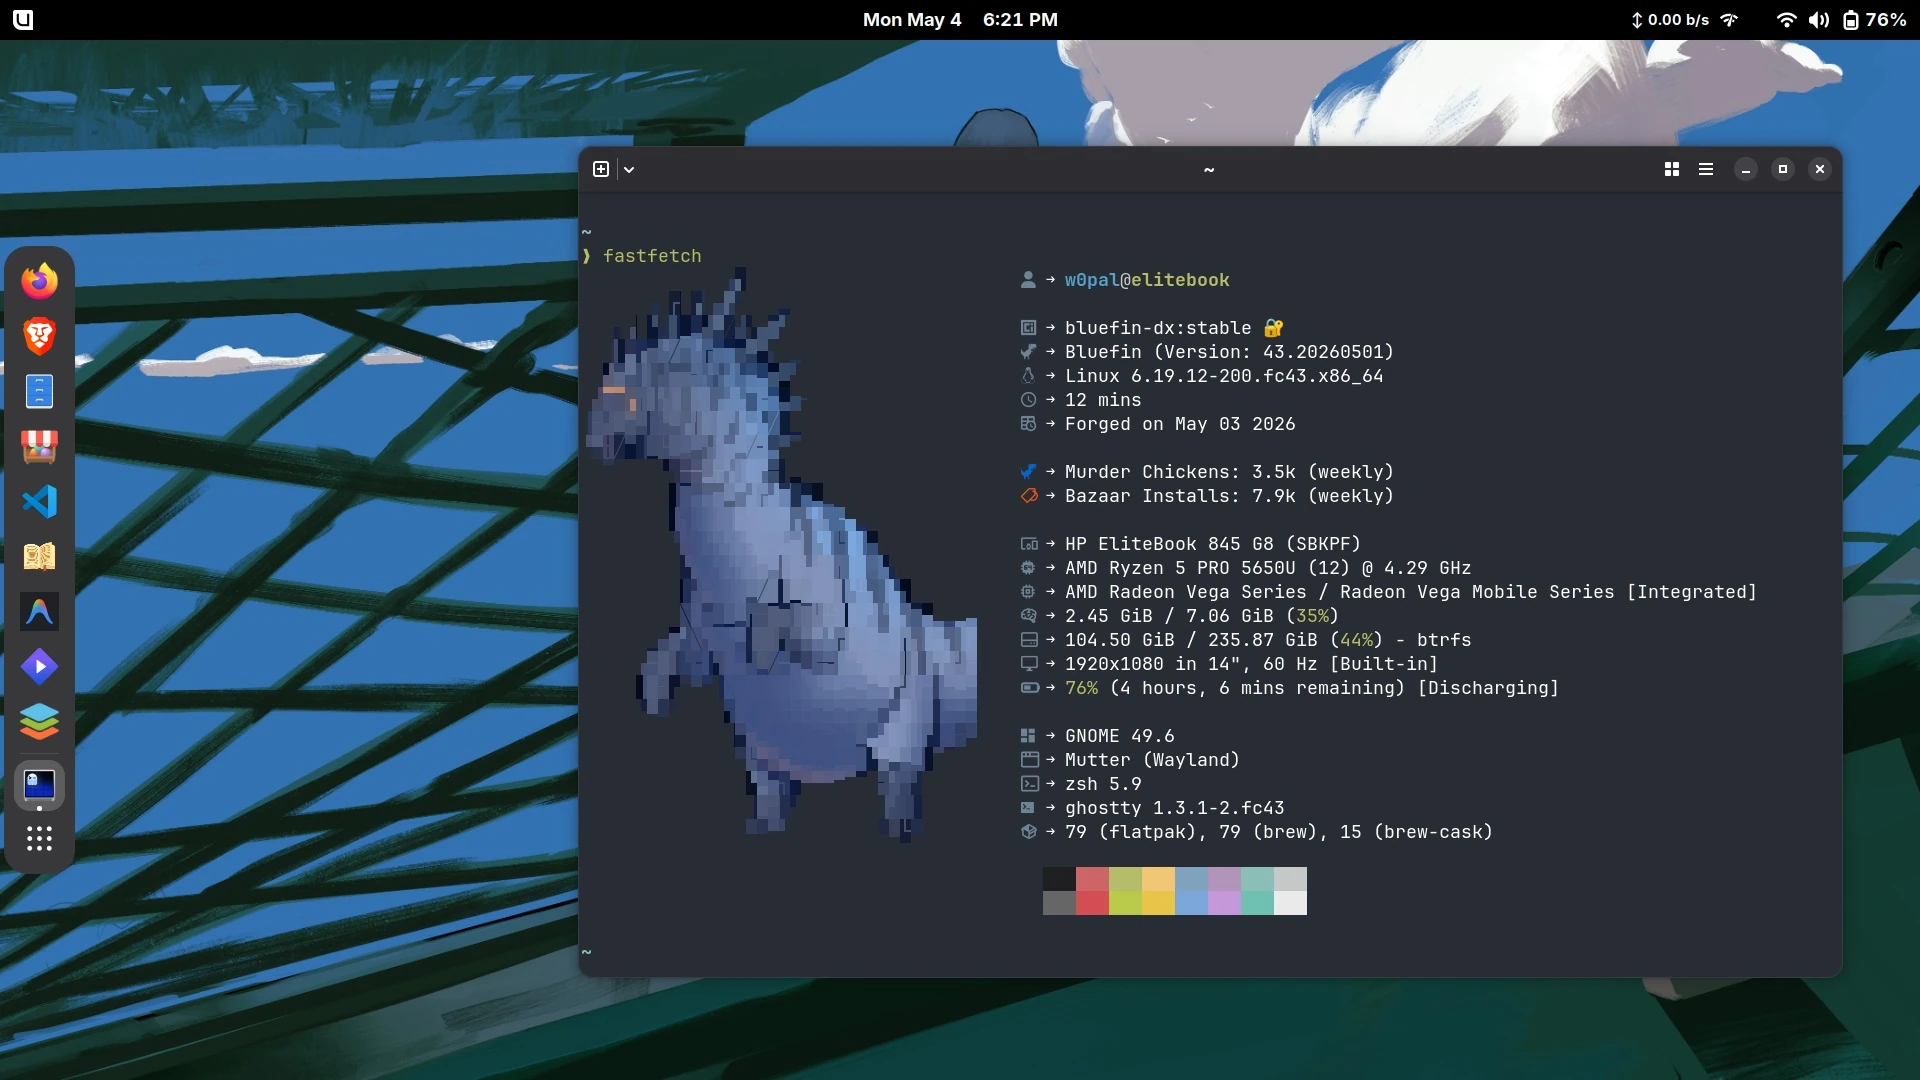 Mon May 4 6:21 PM
0.00 b/s
76%
~
~
❱ fastfetch
→ w0pal@elitebook
→ bluefin-dx:stable 🔐
→ Bluefin (Version: 43.20260501)
→ Linux 6.19.12-200.fc43.x86_64
→ 12 mins
→ Forged on May 03 2026
→ Murder Chickens: 3.5k (weekly)
→ Bazaar Installs: 7.9k (weekly)
→ HP EliteBook 845 G8 (SBKPF)
→ AMD Ryzen 5 PRO 5650U (12) @ 4.29 GHz
→ AMD Radeon Vega Series / Radeon Vega Mobile Series [Integrated]
→ 2.45 GiB / 7.06 GiB (35%)
→ 104.50 GiB / 235.87 GiB (44%) - btrfs
→ 1920x1080 in 14", 60 Hz [Built-in]
→ 76% (4 hours, 6 mins remaining) [Discharging]
→ GNOME 49.6
→ Mutter (Wayland)
→ zsh 5.9
→ ghostty 1.3.1-2.fc43
→ 79 (flatpak), 79 (brew), 15 (brew-cask)
~